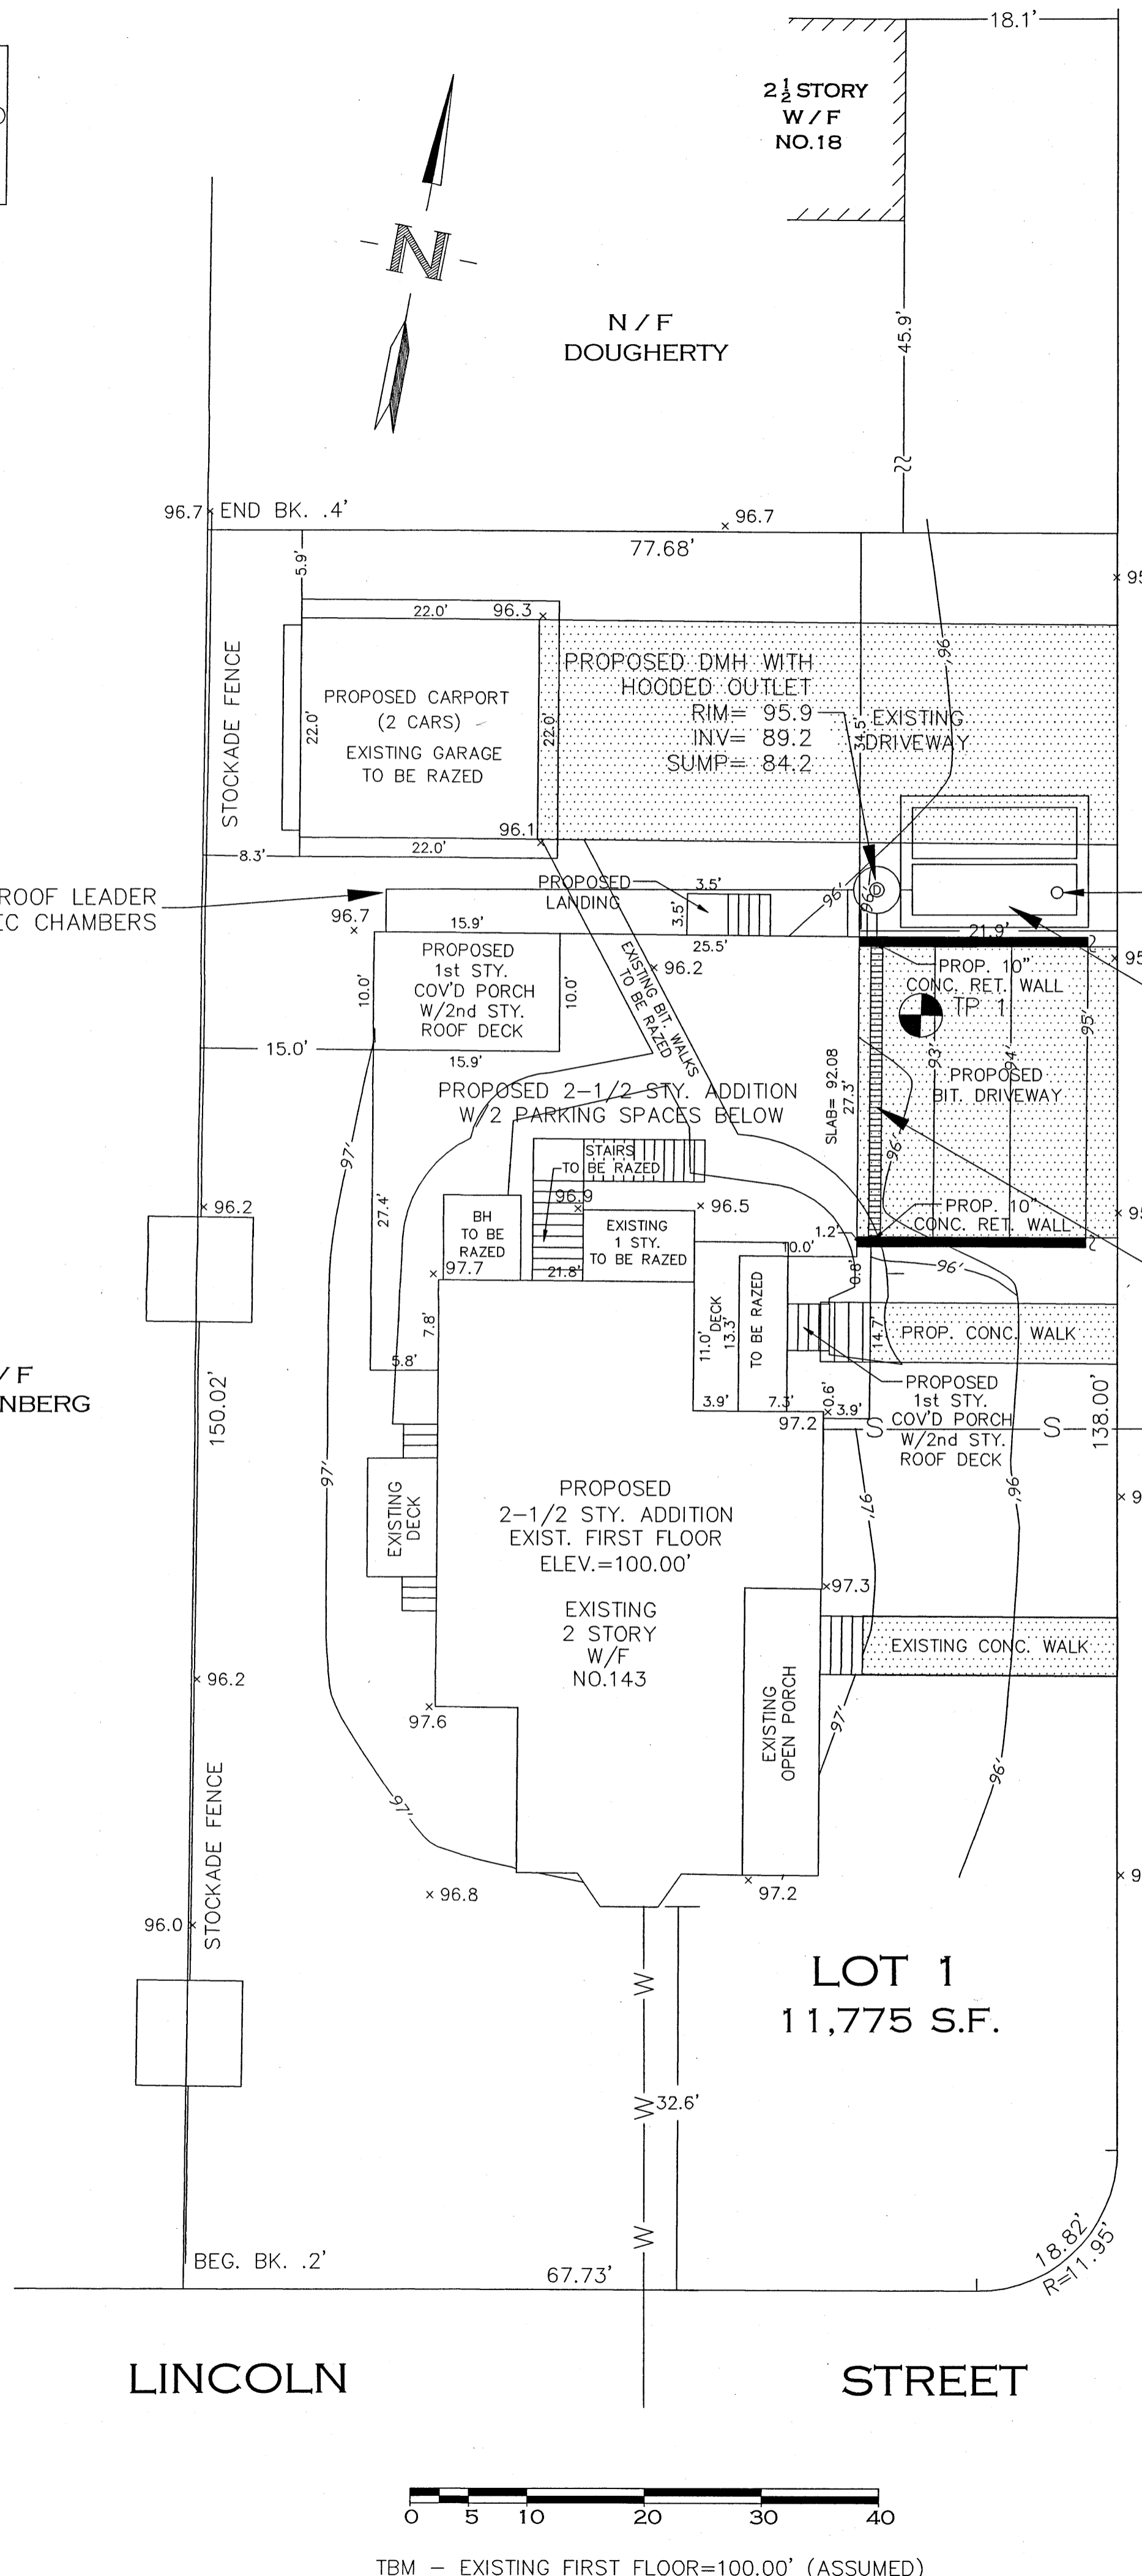 18.1'
2 1/2 STORY
W / F
NO.18
N
N / F
DOUGHERTY
45.9'
96.7
END BK. .4'
96.7
77.68'
5.9'
95
22.0'
96.3
STOCKADE FENCE
PROPOSED CARPORT
(2 CARS)
EXISTING GARAGE
TO BE RAZED
22.0'
22.0'
PROPOSED DMH WITH
HOODED OUTLET
RIM= 95.9
INV= 89.2
SUMP= 84.2
34.5'
EXISTING
DRIVEWAY
96'
96.1
22.0'
8.3'
ROOF LEADER
EC CHAMBERS
PROPOSED
LANDING
3.5'
3.5'
96'
96'
96.7
15.9'
25.5'
21.9'
PROPOSED
1st STY.
COV'D PORCH
W/2nd STY.
ROOF DECK
10.0'
10.0'
EXISTING BIT. WALKS
TO BE RAZED
96.2
95
PROP. 10"
CONC. RET. WALL
TP 1
15.0'
15.9'
93'
94'
95'
PROPOSED 2-1/2 STY. ADDITION
W/2 PARKING SPACES BELOW
SLAB= 92.08
27.3'
PROPOSED
BIT. DRIVEWAY
97'
STAIRS
TO BE RAZED
96'
96.2
27.4'
96.9
96.5
BH
TO BE
RAZED
EXISTING
1 STY.
TO BE RAZED
PROP. 10"
CONC. RET. WALL
95
1.2'
10.0'
97.7
21.8'
0.8'
96'
7.8'
DECK
11.0'
13.3'
TO BE RAZED
14.7'
PROP. CONC. WALK
5.8'
/ F
NBERG
150.02'
3.9'
7.3'
0.6'
97.2
3.9'
PROPOSED
1st STY.
COV'D PORCH
W/2nd STY.
ROOF DECK
S
S
138.00'
97'
EXISTING
DECK
PROPOSED
2-1/2 STY. ADDITION
EXIST. FIRST FLOOR
ELEV.=100.00'
97'
96'
9
97.3
EXISTING
2 STORY
W/F
NO.143
EXISTING CONC. WALK
96.2
97.6
EXISTING
OPEN PORCH
97'
96'
97'
STOCKADE FENCE
96.8
97.2
9
96.0
LOT 1
11,775 S.F.
W
W
32.6'
W
BEG. BK. .2'
67.73'
18.82'
R=11.95'
LINCOLN STREET
0 5 10 20 30 40
TBM – EXISTING FIRST FLOOR=100.00' (ASSUMED)